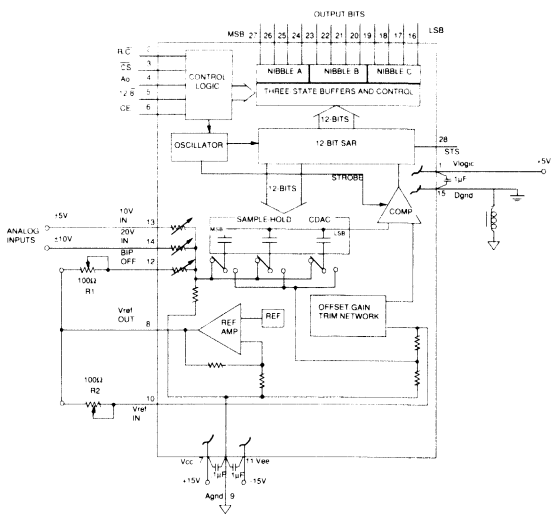 OUTPUT BITS
MSB 27 26 25 24 23 22 21 20 19 18 17 16 LSB
NIBBLE A NIBBLE B NIBBLE C
THREE STATE BUFFERS AND CONTROL
R/C 2
CS 3
Ao 4
12/8 5
CE 6
CONTROL LOGIC
12-BITS
OSCILLATOR
12 BIT SAR
28
STS
1 Vlogic
+5V
1µF
15 Dgnd
12-BITS
STROBE
COMP
SAMPLE-HOLD CDAC
MSB
LSB
ANALOG INPUTS
±5V
10V IN 13
±10V
20V IN 14
BIP OFF 12
100Ω
R1
Vref OUT 8
REF AMP
REF
OFFSET GAIN TRIM NETWORK
100Ω
R2
10
Vref IN
Vcc 7
11 Vee
1µF 1µF
+15V
-15V
Agnd 9